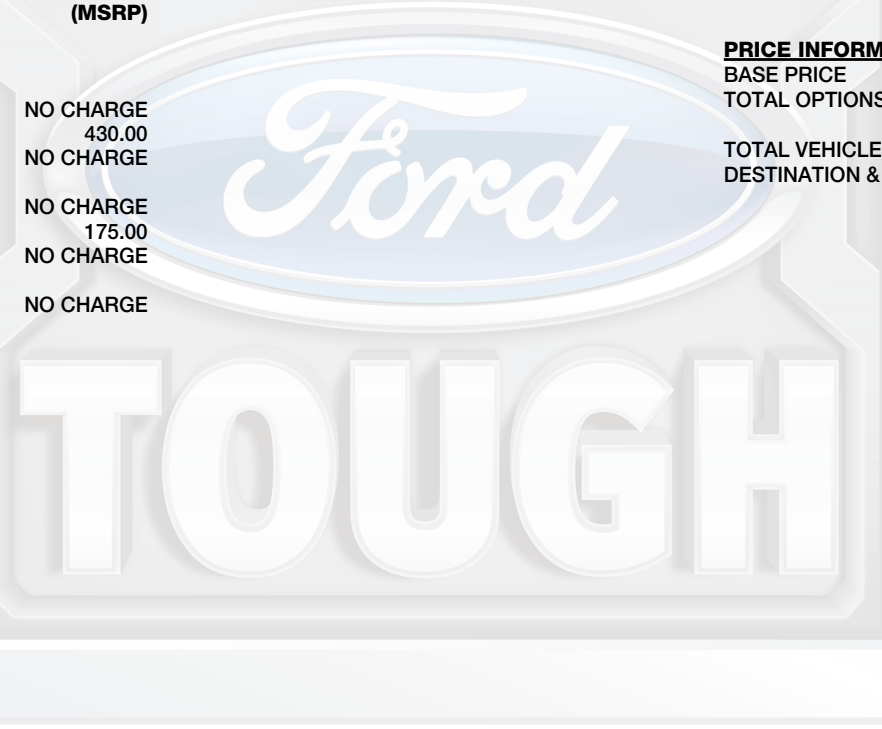 (MSRP)
NO CHARGE
430.00
NO CHARGE
NO CHARGE
175.00
NO CHARGE
NO CHARGE
PRICE INFORM
BASE PRICE
TOTAL OPTIONS
TOTAL VEHICLE
DESTINATION &
Ford
TOUGH